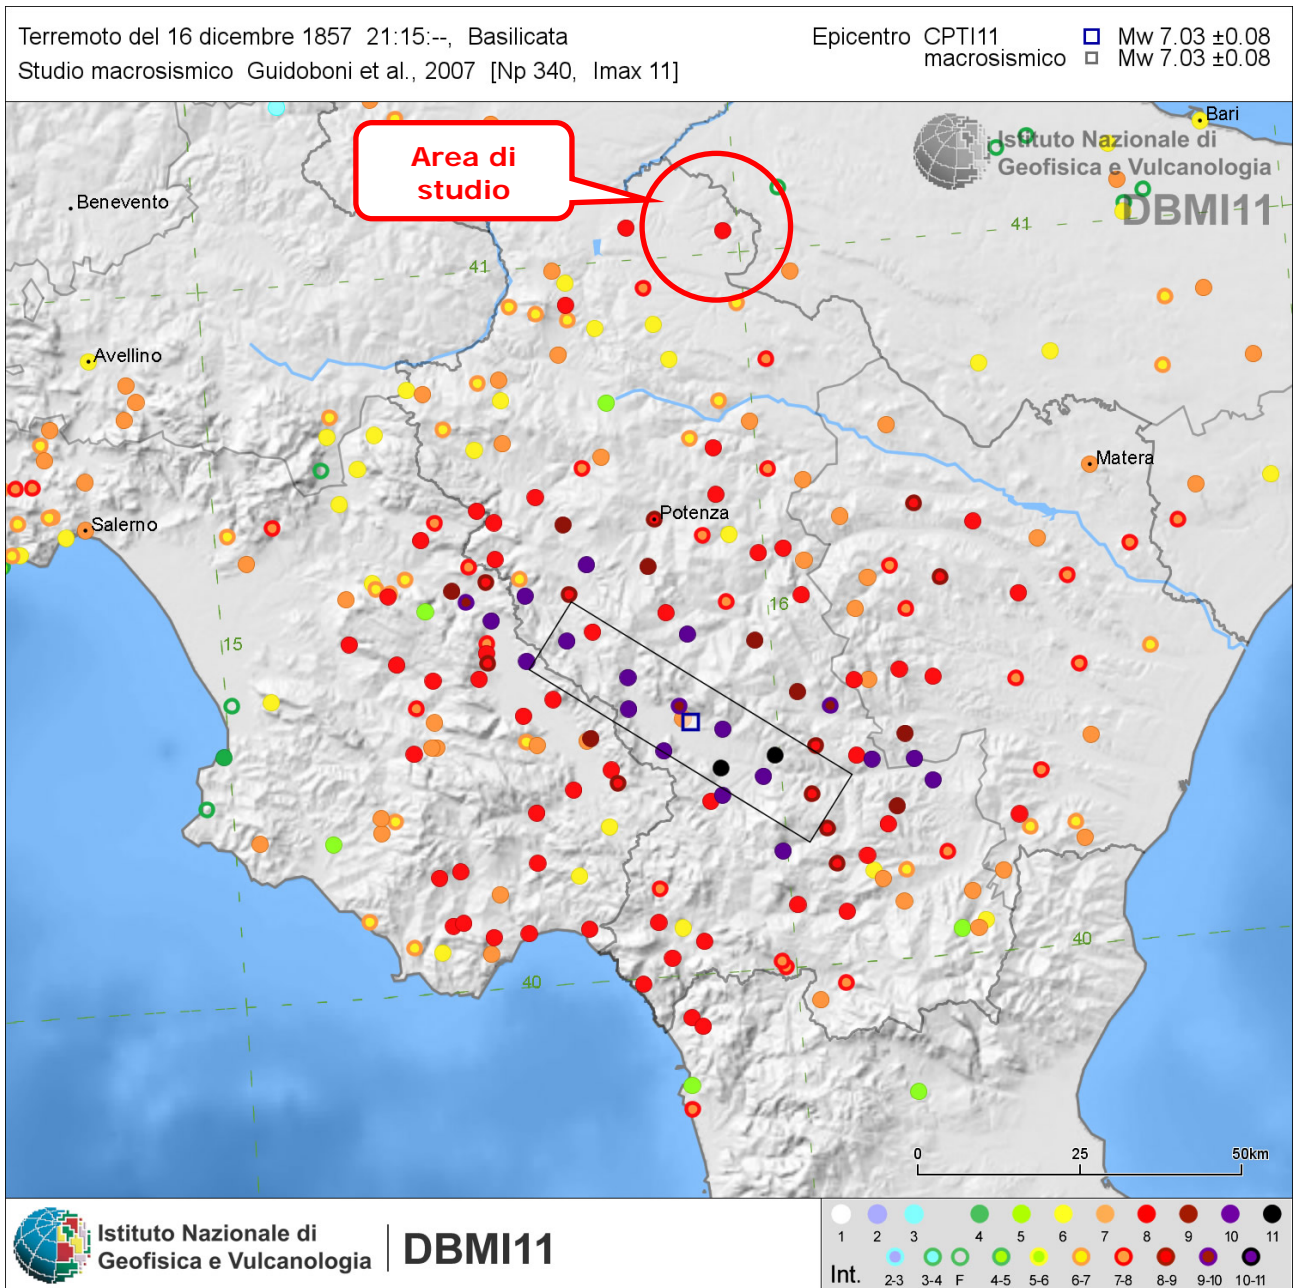 Terremoto del 16 dicembre 1857 21:15:--, Basilicata
Studio macrosismico Guidoboni et al., 2007 [Np 340, Imax 11]
Epicentro CPTI11 Mw 7.03 ±0.08
macrosismico Mw 7.03 ±0.08
Bari
Istituto Nazionale di
Geofisica e Vulcanologia
DBMI11
Area di
studio
Benevento
41
41
Avellino
Matera
Salerno
Potenza
16
15
40
40
0 25 50km
Istituto Nazionale di
Geofisica e Vulcanologia
DBMI11
Int.
1 2 3 4 5 6 7 8 9 10 11
2-3 3-4 F 4-5 5-6 6-7 7-8 8-9 9-10 10-11